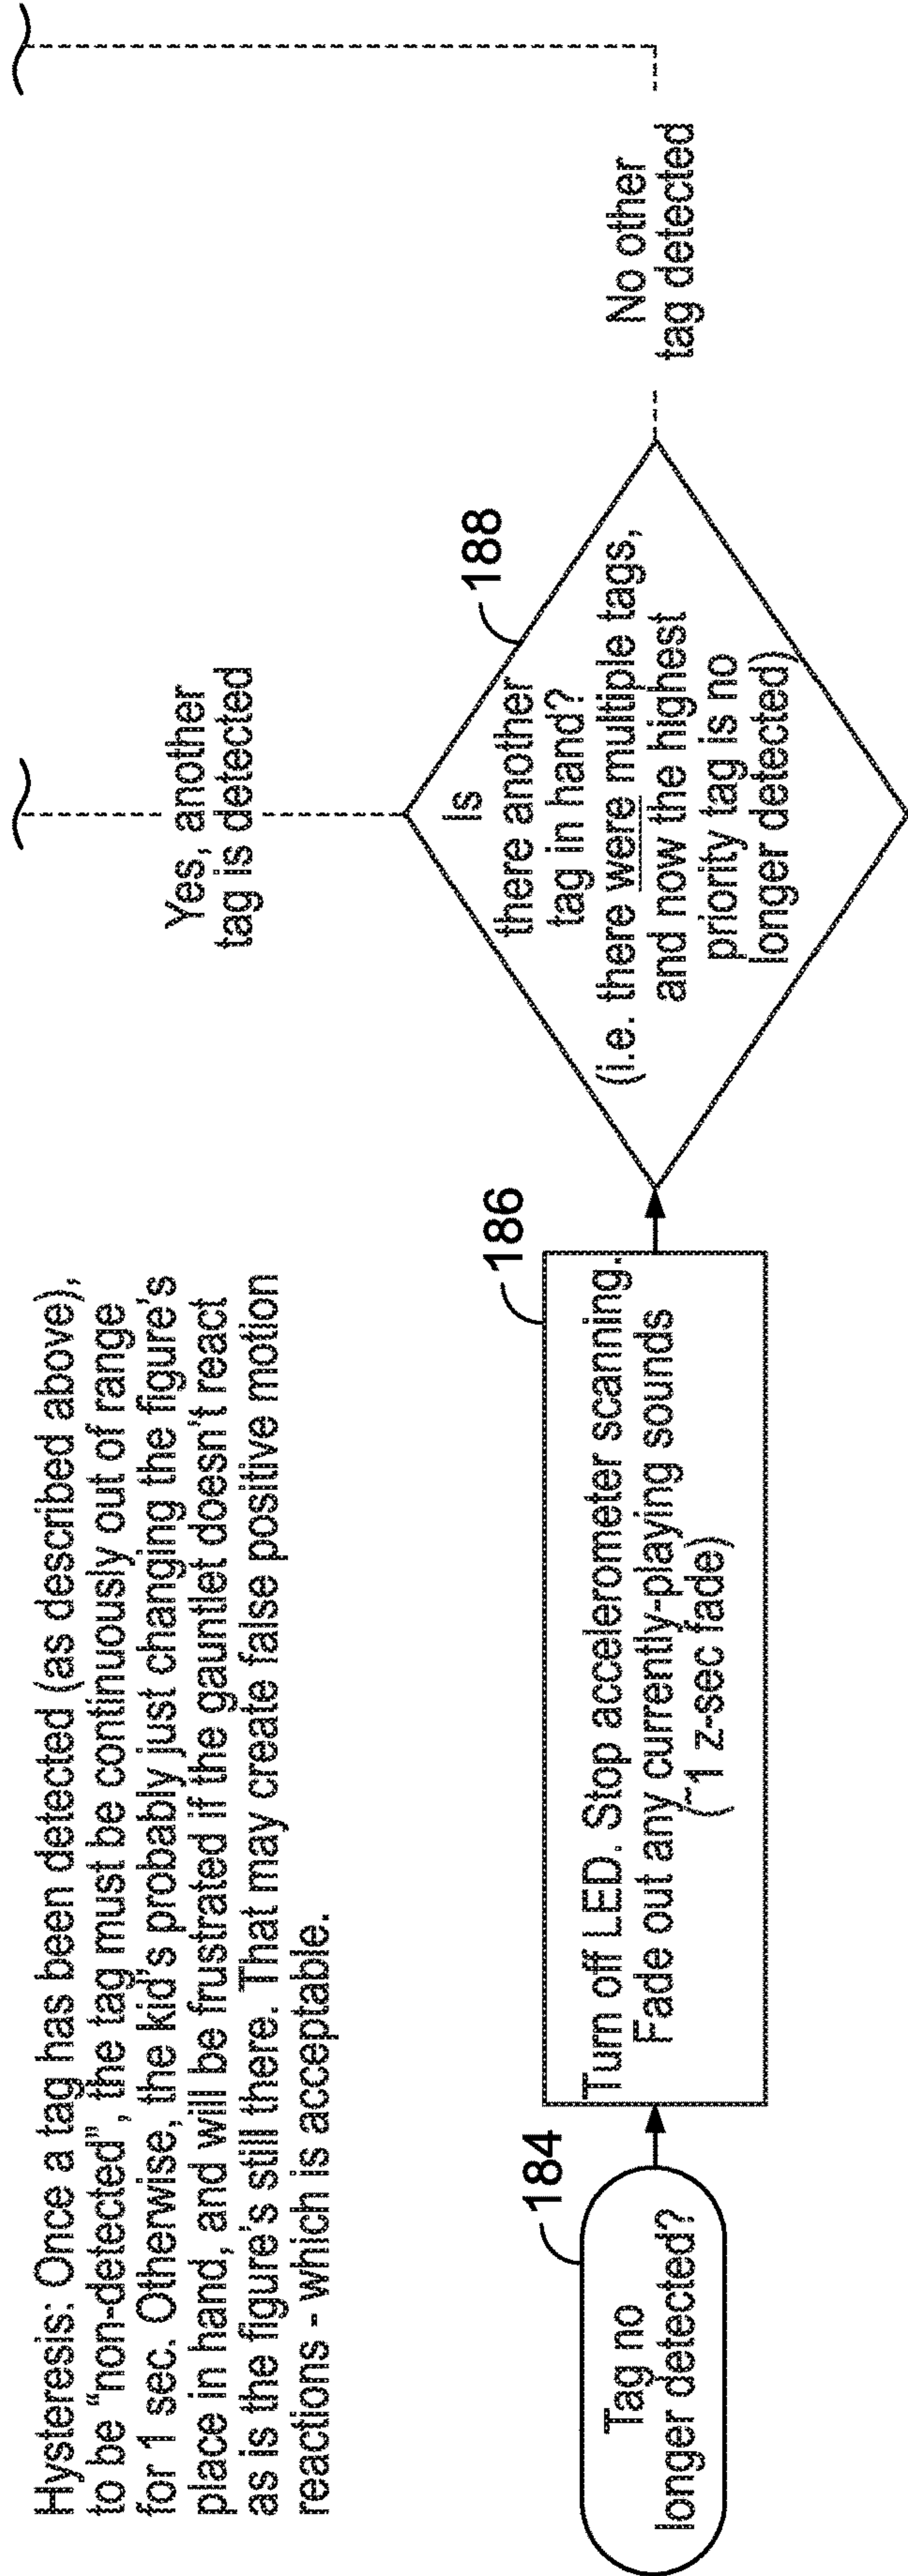 Hysteresis: Once a tag has been detected (as described above),
to be “non-detected”, the tag must be continuously out of range
for 1 sec. Otherwise, the kid's probably just changing the figure's
place in hand, and will be frustrated if the gauntlet doesn't react
as is the figure's still there. That may create false positive motion
reactions - which is acceptable.
184
Tag no
longer detected?
186
Turn off LED. Stop accelerometer scanning.
Fade out any currently-playing sounds
(~1 z-sec fade)
188
Is
there another
tag in hand?
(i.e. there were multiple tags,
and now the highest
priority tag is no
longer detected)
Yes, another
tag is detected
No other
tag detected